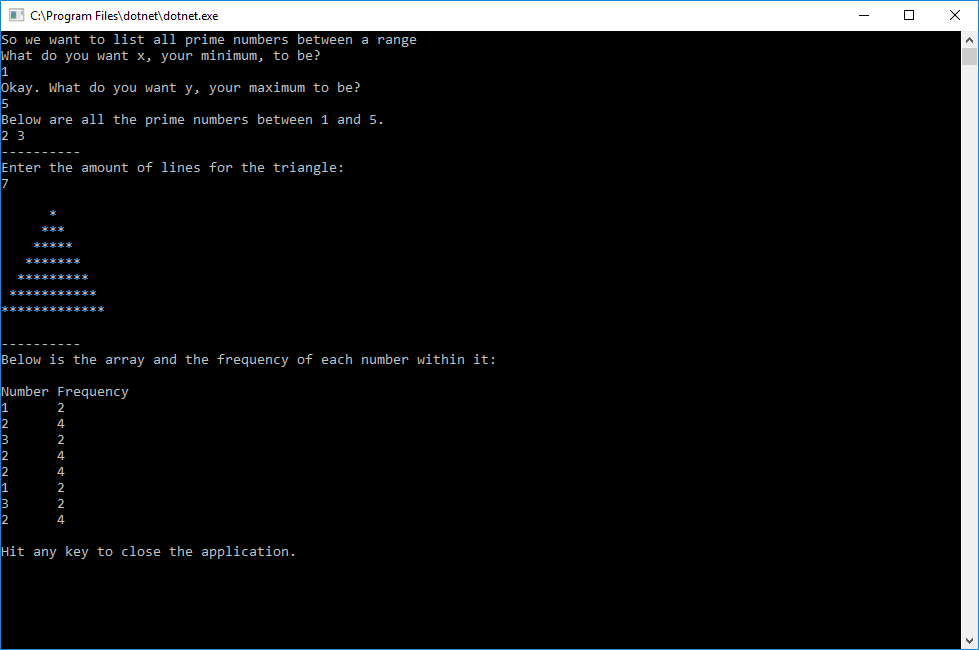 C:\Program Files\dotnet\dotnet.exe
So we want to list all prime numbers between a range
What do you want x, your minimum, to be?
1
Okay. What do you want y, your maximum to be?
5
Below are all the prime numbers between 1 and 5.
2 3
----------
Enter the amount of lines for the triangle:
7

      *
     ***
    *****
   *******
  *********
 ***********
*************

----------
Below is the array and the frequency of each number within it:

Number Frequency
1      2
2      4
3      2
2      4
2      4
1      2
3      2
2      4

Hit any key to close the application.